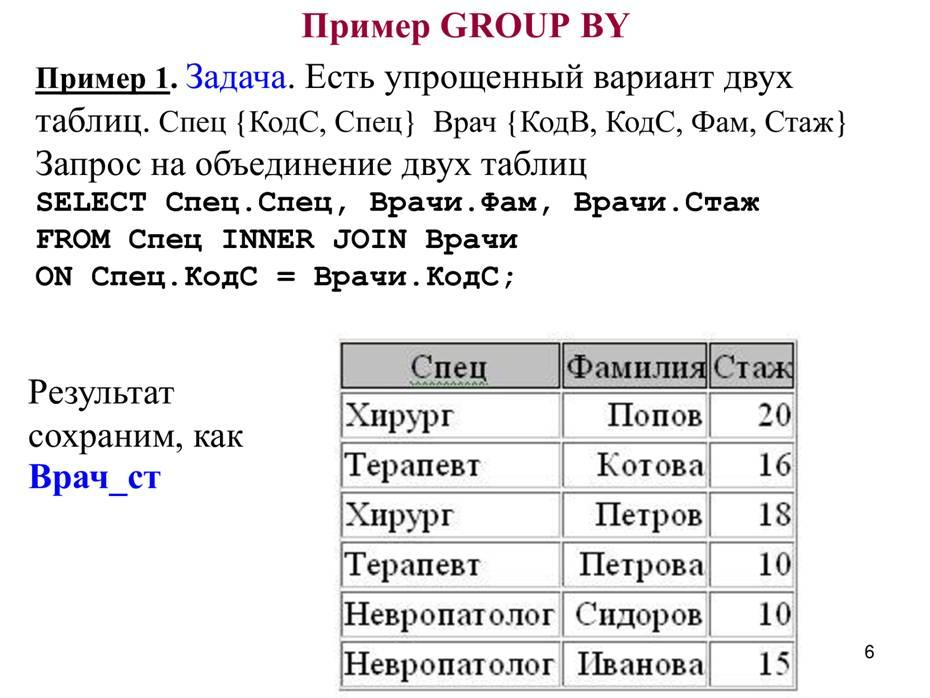 Пример GROUP BY
Пример 1. Задача. Есть упрощенный вариант двух
таблиц. Спец {КодС, Спец} Врач {КодВ, КодС, Фам, Стаж}
Запрос на объединение двух таблиц
SELECT Спец.Спец, Врачи.Фам, Врачи.Стаж
FROM Спец INNER JOIN Врачи
ON Спец.КодС = Врачи.КодС;
Результат
сохраним, как
Врач_ст
Спец Фамилия Стаж
Хирург Попов 20
Терапевт Котова 16
Хирург Петров 18
Терапевт Петрова 10
Невропатолог Сидоров 10
Невропатолог Иванова 15
6